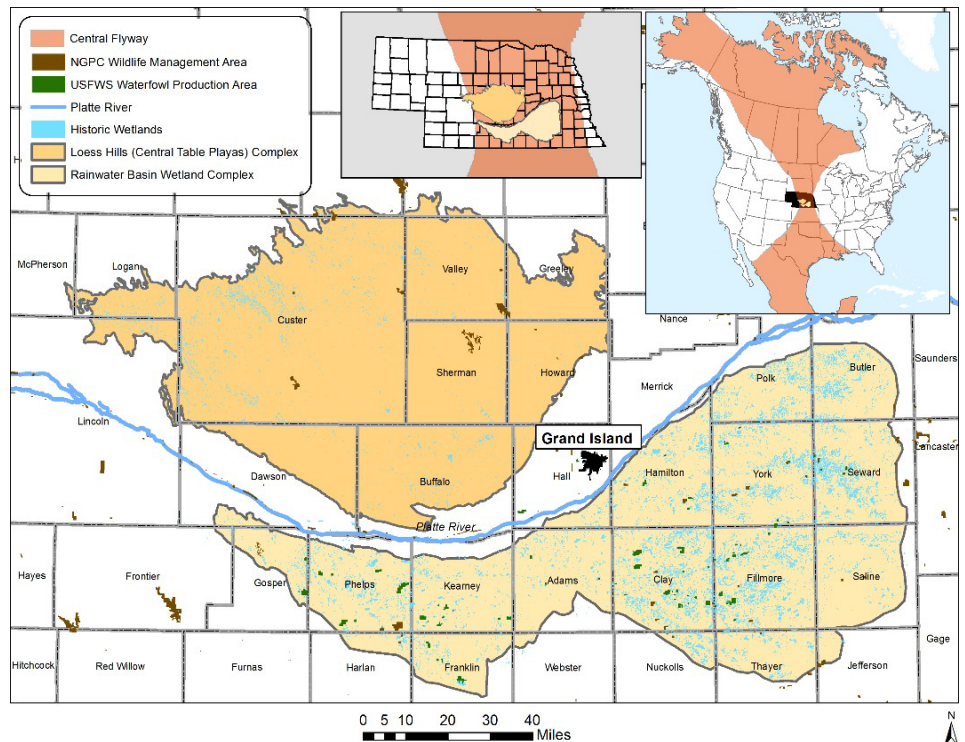 Central Flyway
NGPC Wildlife Management Area
USFWS Waterfowl Production Area
Platte River
Historic Wetlands
Loess Hills (Central Table Playas) Complex
Rainwater Basin Wetland Complex
McPherson
Logan
Valley
Greeley
Custer
Nance
Sherman
Howard
Merrick
Polk
Butler
Saunders
Lincoln
Grand Island
Dawson
Buffalo
Hall
Hamilton
York
Seward
Lancaster
Platte River
Hayes
Frontier
Gosper
Phelps
Kearney
Adams
Clay
Fillmore
Saline
Gage
Hitchcock
Red Willow
Furnas
Harlan
Franklin
Webster
Nuckolls
Thayer
Jefferson
0 5 10 20 30 40
Miles
N